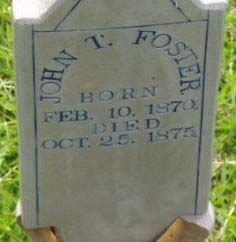 JOHN T. FOSTER
BORN
FEB. 10. 1870.
DIED
OCT. 25. 1875.